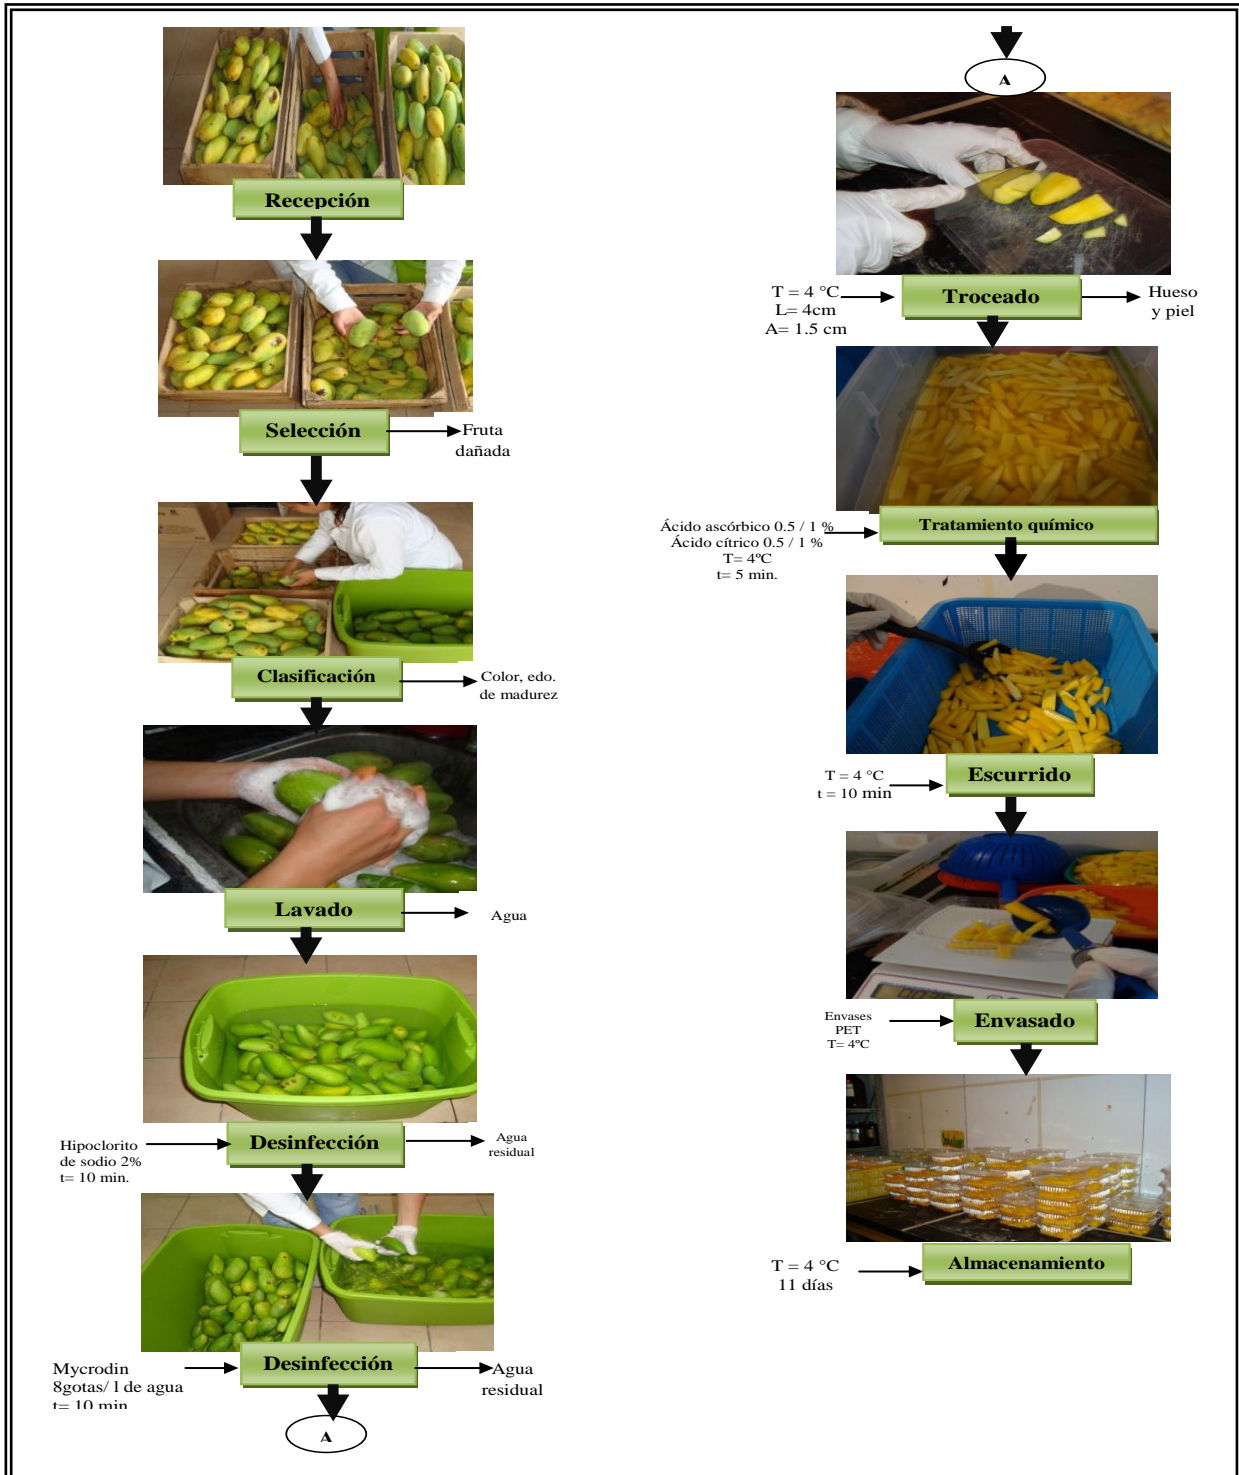 Recepción
Selección
Fruta
dañada
Clasificación
Color, edo.
de madurez
Lavado
Agua
Hipoclorito
de sodio 2%
t= 10 min.
Desinfección
Agua
residual
Mycrodin
8gotas/ l de agua
t= 10 min
Desinfección
Agua
residual
A
A
T = 4 °C
L= 4cm
A= 1.5 cm
Troceado
Hueso
y piel
Ácido ascórbico 0.5 / 1 %
Ácido cítrico 0.5 / 1 %
T= 4ºC
t= 5 min.
Tratamiento químico
T = 4 °C
t = 10 min
Escurrido
Envases
PET
T= 4ºC
Envasado
T = 4 °C
11 días
Almacenamiento